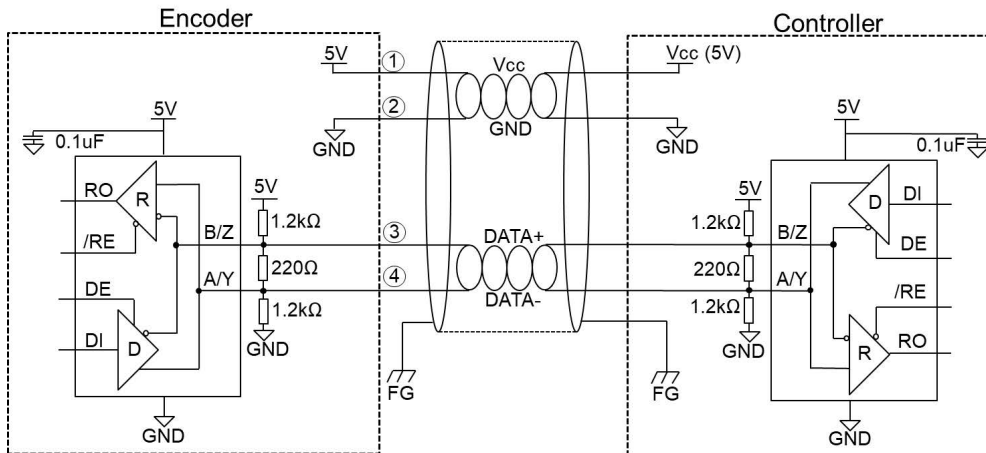 Encoder
Controller
5V
①
Vcc
Vcc (5V)
②
GND
GND
GND
5V
0.1uF
5V
0.1uF
RO
R
/RE
DE
DI
D
B/Z
A/Y
5V
1.2kΩ
220Ω
1.2kΩ
GND
GND
③
DATA+
④
DATA-
FG
FG
5V
1.2kΩ
220Ω
1.2kΩ
GND
B/Z
A/Y
D
DI
DE
/RE
R
RO
GND